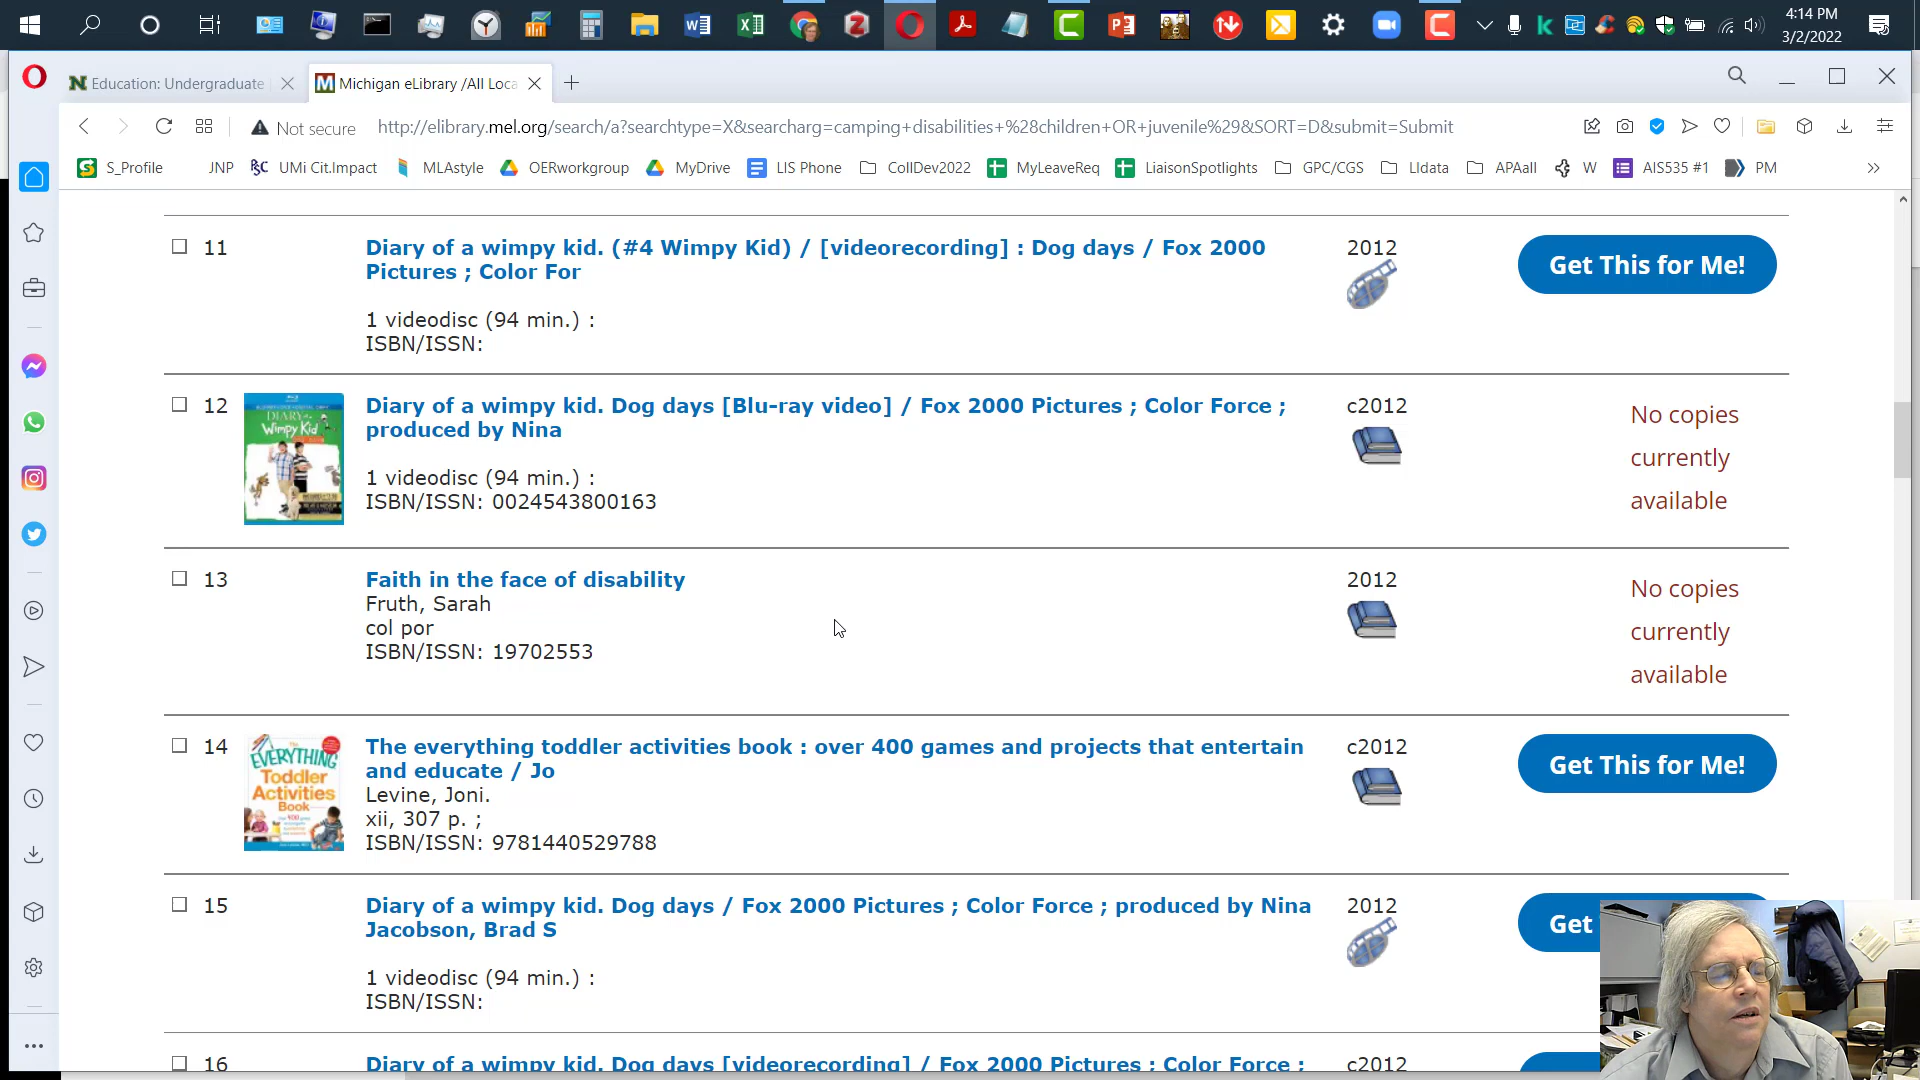 4:14 PM
3/2/2022
Education: Undergraduate
Michigan eLibrary /All Loca
Not secure
http://elibrary.mel.org/search/a?searchtype=X&searcharg=camping+disabilities+%28children+OR+juvenile%29&SORT=D&submit=Submit
S_Profile
JNP
UMi Cit.Impact
MLAstyle
OERworkgroup
MyDrive
LIS Phone
CollDev2022
MyLeaveReq
LiaisonSpotlights
GPC/CGS
LIdata
APAall
W
AIS535 #1
PM
11
Diary of a wimpy kid. (#4 Wimpy Kid) / [videorecording] : Dog days / Fox 2000
Pictures ; Color For
1 videodisc (94 min.) :
ISBN/ISSN:
2012
Get This for Me!
12
DIARY of a
Wimpy Kid
Diary of a wimpy kid. Dog days [Blu-ray video] / Fox 2000 Pictures ; Color Force ;
produced by Nina
1 videodisc (94 min.) :
ISBN/ISSN: 0024543800163
c2012
No copies
currently
available
13
Faith in the face of disability
Fruth, Sarah
col por
ISBN/ISSN: 19702553
2012
No copies
currently
available
14
The
EVERYTHING
Toddler
Activities
Book
The everything toddler activities book : over 400 games and projects that entertain
and educate / Jo
Levine, Joni.
xii, 307 p. ;
ISBN/ISSN: 9781440529788
c2012
Get This for Me!
15
Diary of a wimpy kid. Dog days / Fox 2000 Pictures ; Color Force ; produced by Nina
Jacobson, Brad S
1 videodisc (94 min.) :
ISBN/ISSN:
2012
Get
16
Diary of a wimpy kid. Dog days [videorecording] / Fox 2000 Pictures ; Color Force ;
c2012